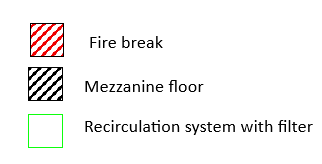 Fire break
Mezzanine floor
Recirculation system with filter